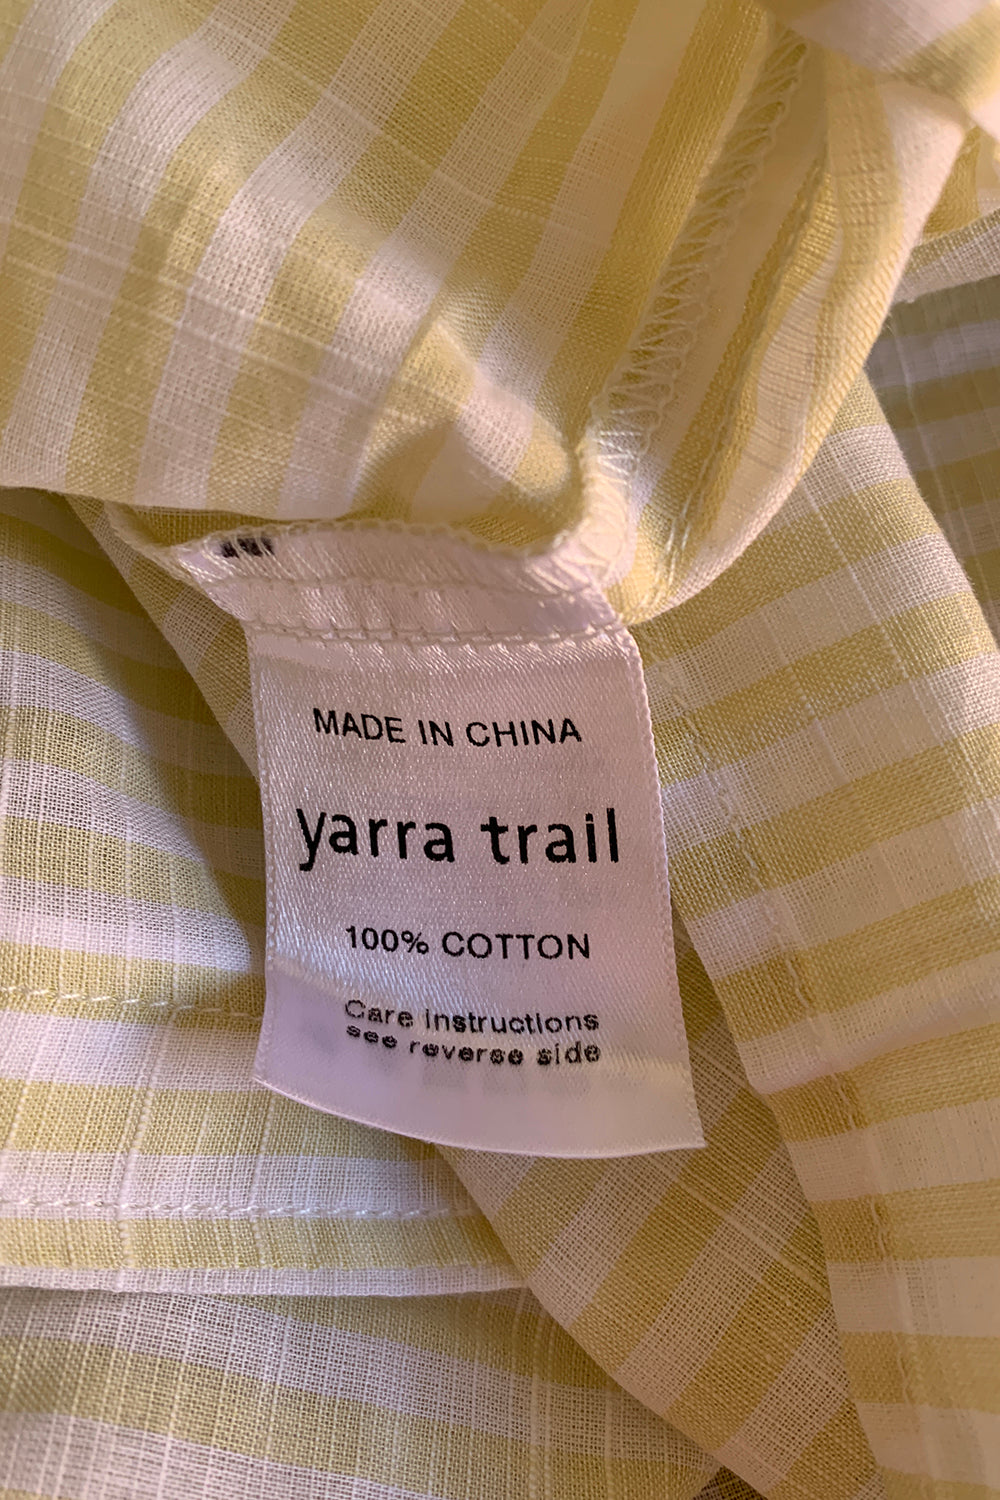 MADE IN CHINA
yarra trail
100% COTTON
Care instructions
see reverse side